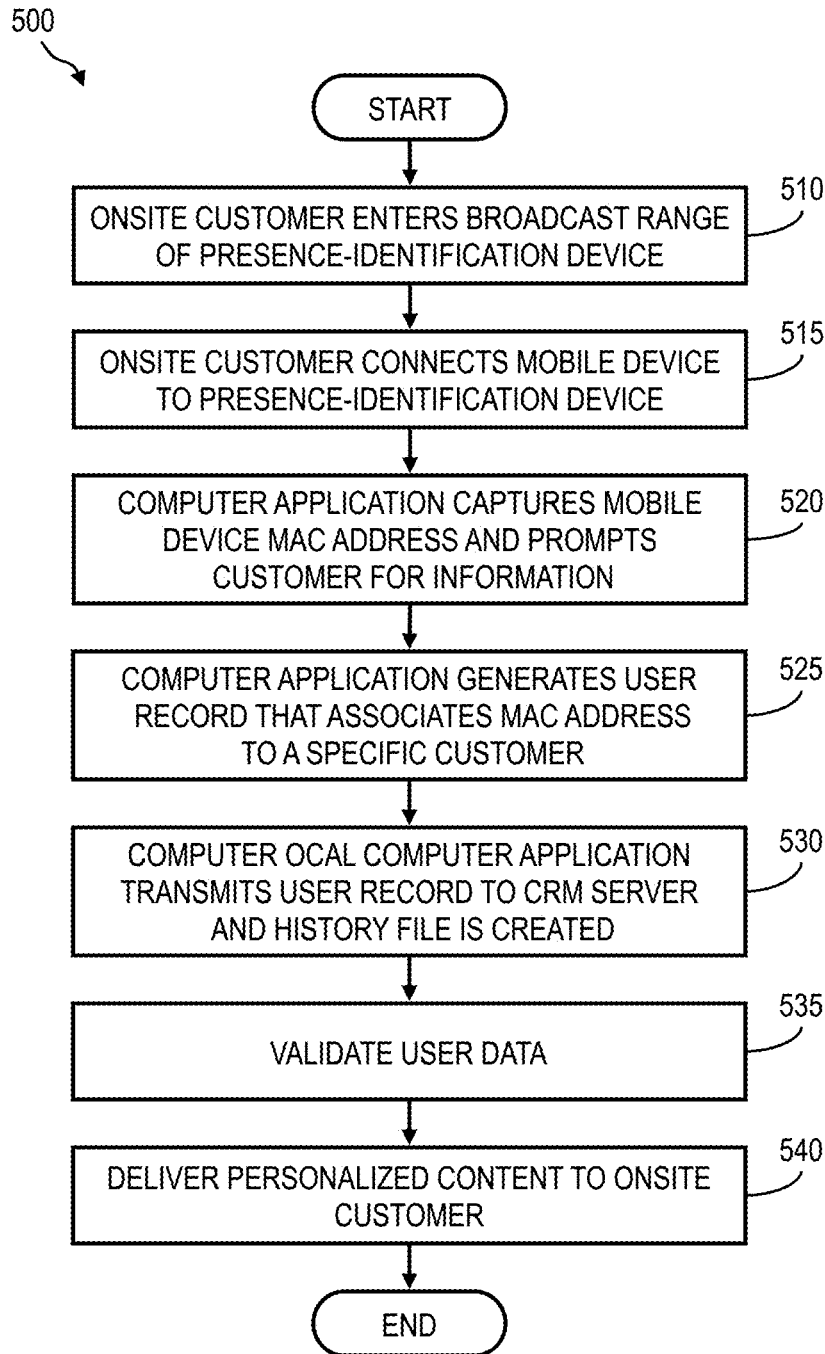 500
START
ONSITE CUSTOMER ENTERS BROADCAST RANGE
OF PRESENCE-IDENTIFICATION DEVICE
510
ONSITE CUSTOMER CONNECTS MOBILE DEVICE
TO PRESENCE-IDENTIFICATION DEVICE
515
COMPUTER APPLICATION CAPTURES MOBILE
DEVICE MAC ADDRESS AND PROMPTS
CUSTOMER FOR INFORMATION
520
COMPUTER APPLICATION GENERATES USER
RECORD THAT ASSOCIATES MAC ADDRESS
TO A SPECIFIC CUSTOMER
525
COMPUTER OCAL COMPUTER APPLICATION
TRANSMITS USER RECORD TO CRM SERVER
AND HISTORY FILE IS CREATED
530
VALIDATE USER DATA
535
DELIVER PERSONALIZED CONTENT TO ONSITE
CUSTOMER
540
END